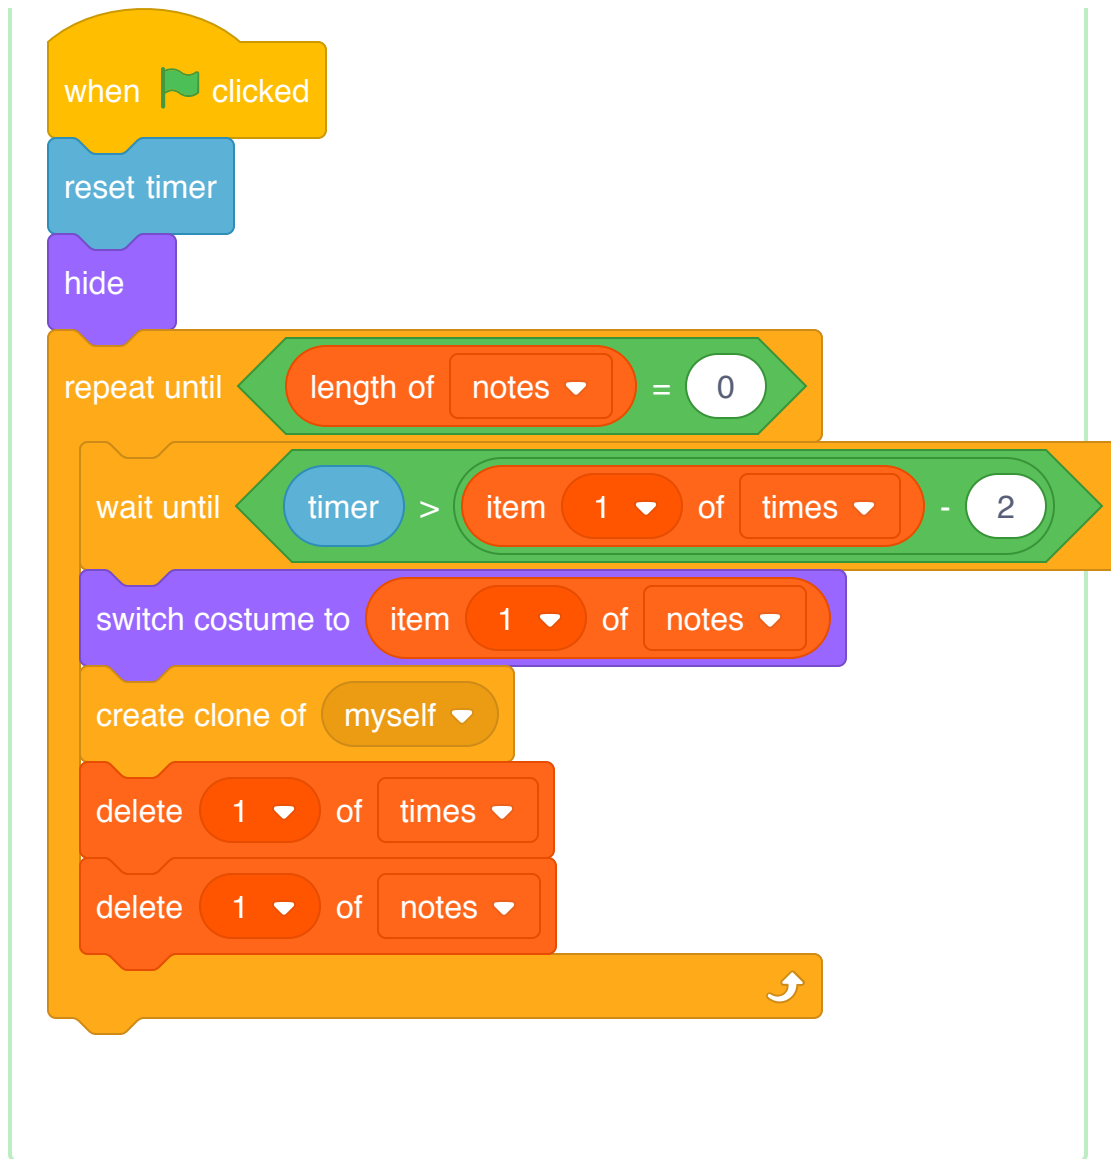 when clicked
reset timer
hide
repeat until length of notes = 0
wait until timer > item 1 of times - 2
switch costume to item 1 of notes
create clone of myself
delete 1 of times
delete 1 of notes